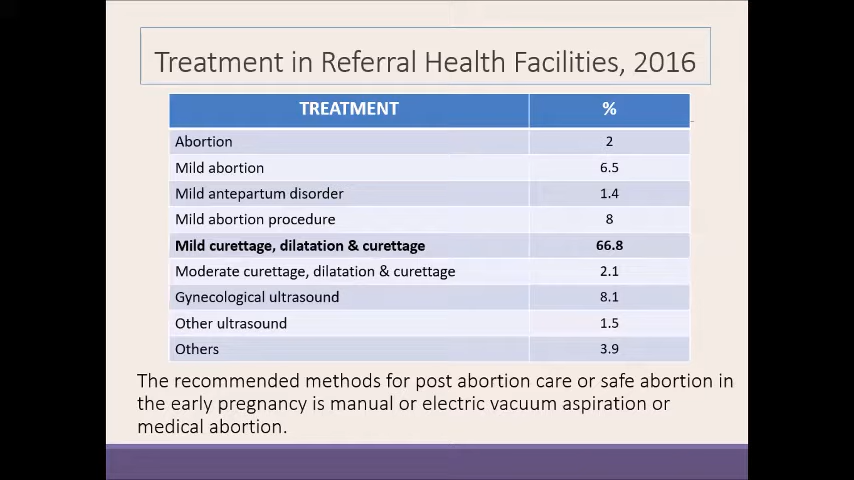 Treatment in Referral Health Facilities, 2016
TREATMENT %
Abortion 2
Mild abortion 6.5
Mild antepartum disorder 1.4
Mild abortion procedure 8
Mild curettage, dilatation & curettage 66.8
Moderate curettage, dilatation & curettage 2.1
Gynecological ultrasound 8.1
Other ultrasound 1.5
Others 3.9
The recommended methods for post abortion care or safe abortion in
the early pregnancy is manual or electric vacuum aspiration or
medical abortion.